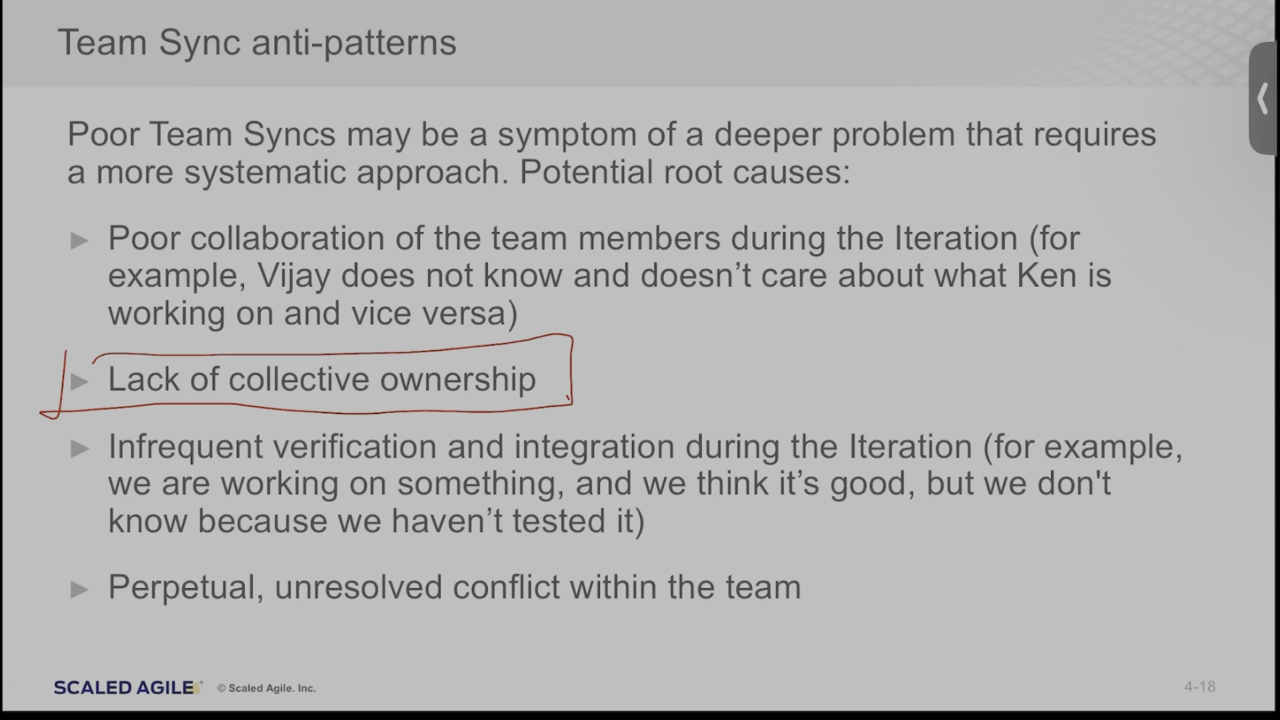 Team Sync anti-patterns
Poor Team Syncs may be a symptom of a deeper problem that requires
a more systematic approach. Potential root causes:
► Poor collaboration of the team members during the Iteration (for
example, Vijay does not know and doesn’t care about what Ken is
working on and vice versa)
► Lack of collective ownership
► Infrequent verification and integration during the Iteration (for example,
we are working on something, and we think it’s good, but we don't
know because we haven’t tested it)
► Perpetual, unresolved conflict within the team
SCALED AGILE® © Scaled Agile. Inc.
4-18